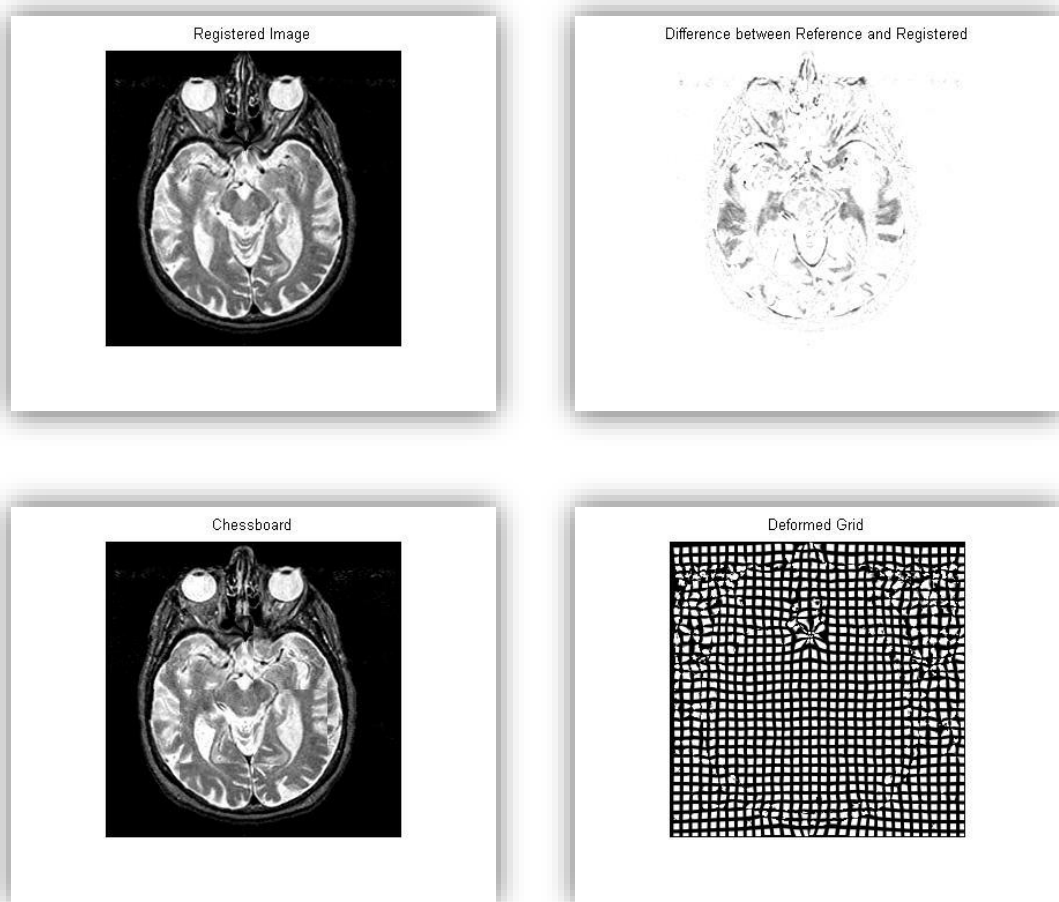 Registered Image
Difference between Reference and Registered
Chessboard
Deformed Grid